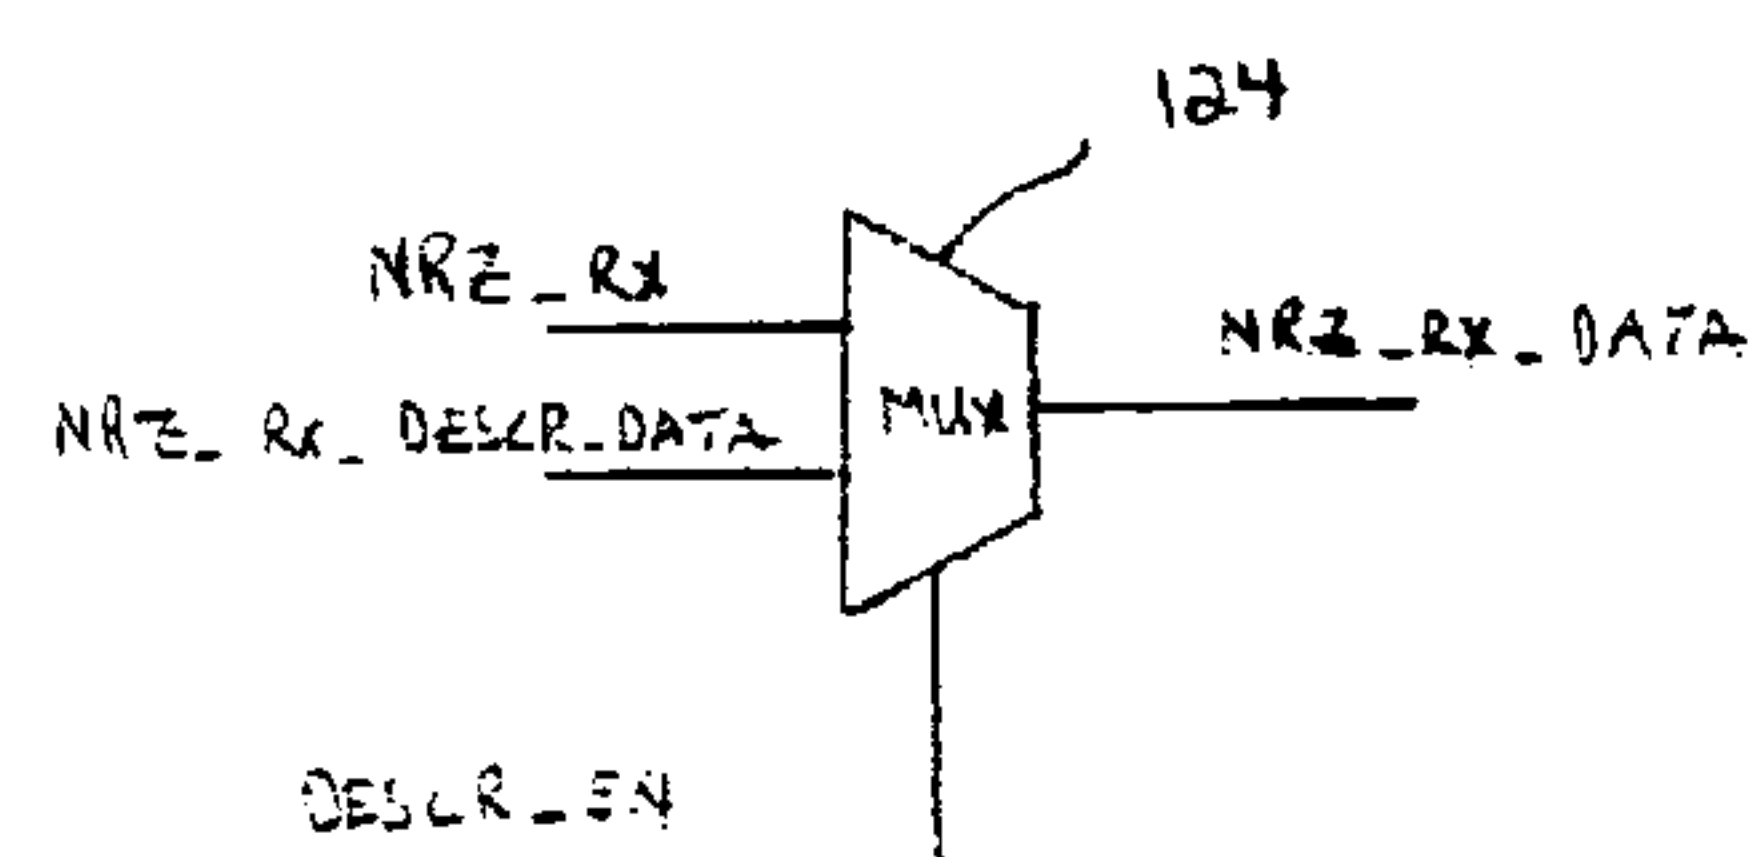 124
NRZ_Rx
NRZ_RX_DATA
NRZ_Rx_DESCR_DATA
MUX
DESCR_EN